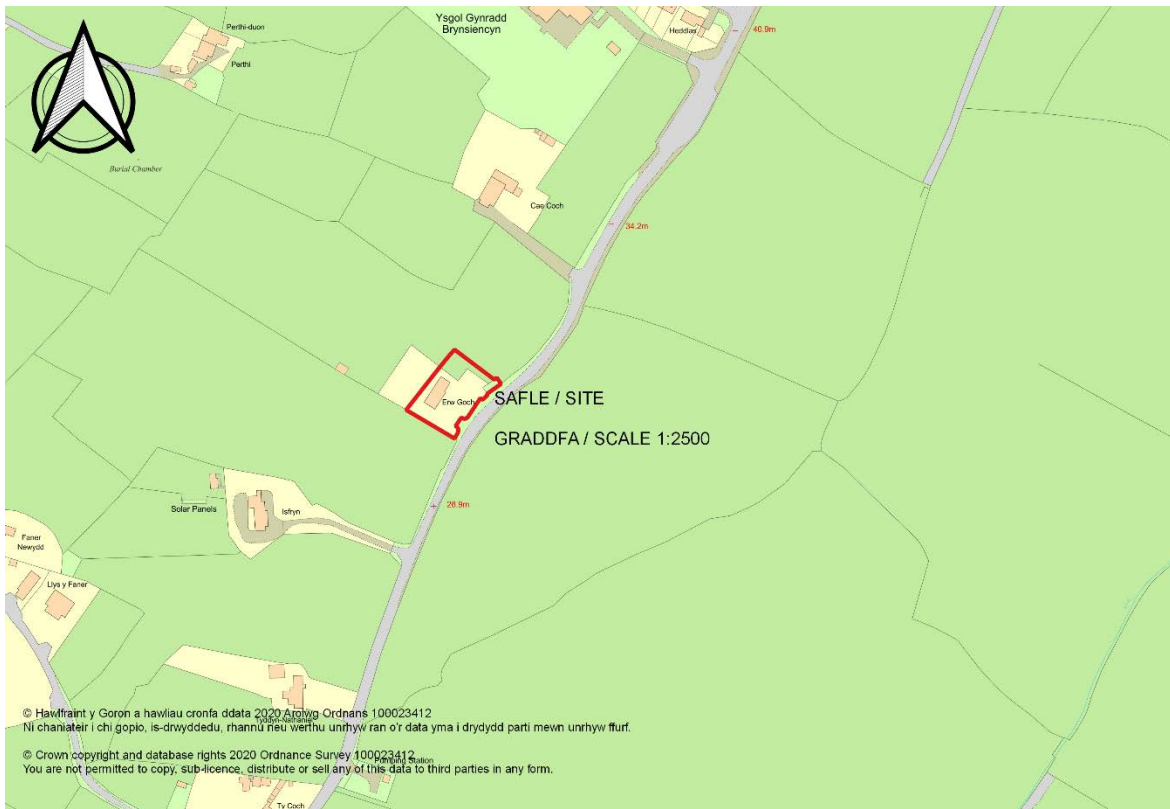 Ysgol Gynradd
Brynsiencyn
Perthi-duon
Heddlas
40.9m
Perthi
Burial Chamber
Cae Coch
34.2m
Erw Goch
SAFLE / SITE
GRADDFA / SCALE 1:2500
Solar Panels
Isfryn
28.9m
Faner
Newydd
Llys y Faner
© Hawlfraint y Goron a hawliau cronfa ddata 2020 Arolwg Ordnans 100023412
Tyddyn-Nathaniel
Ni chaniateir i chi gopio, is-drwyddedu, rhannu neu werthu unrhyw ran o'r data yma i drydydd parti mewn unrhyw ffurf.
© Crown copyright and database rights 2020 Ordnance Survey 100023412
Pumping Station
You are not permitted to copy, sub-licence, distribute or sell any of this data to third parties in any form.
Ty Coch